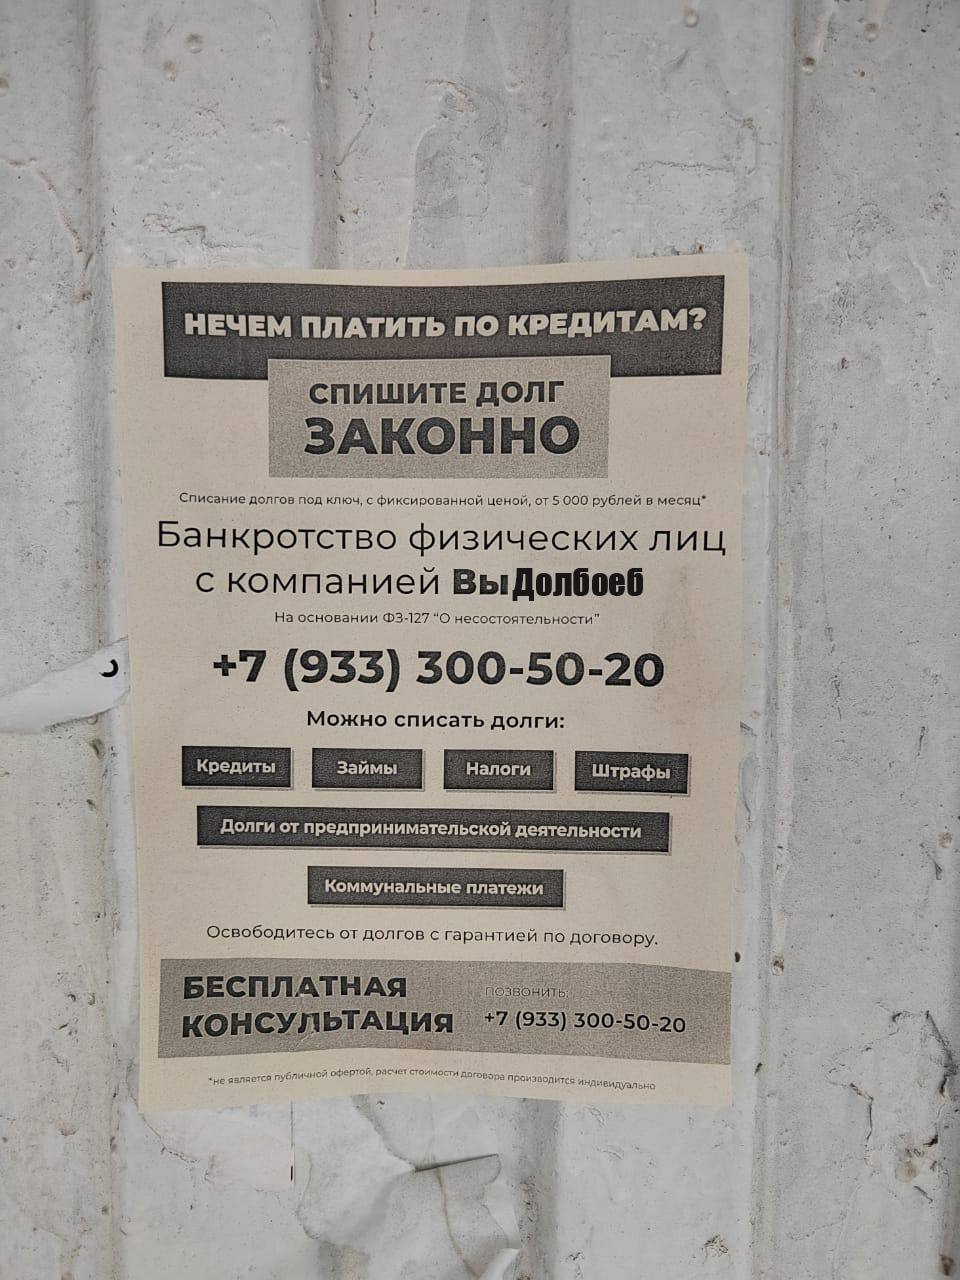 НЕЧЕМ ПЛАТИТЬ ПО КРЕДИТАМ?
СПИШИТЕ ДОЛГ
ЗАКОННО
Списание долгов под ключ, с фиксированной ценой, от 5 000 рублей в месяц*
Банкротство физических лиц
с компанией ВыДолбоеб
На основании ФЗ-127 “О несостоятельности”
+7 (933) 300-50-20
Можно списать долги:
Кредиты Займы Налоги Штрафы
Долги от предпринимательской деятельности
Коммунальные платежи
Освободитесь от долгов с гарантией по договору.
БЕСПЛАТНАЯ
КОНСУЛЬТАЦИЯ
ПОЗВОНИТЬ:
+7 (933) 300-50-20
*не является публичной офертой, расчет стоимости договора производится индивидуально